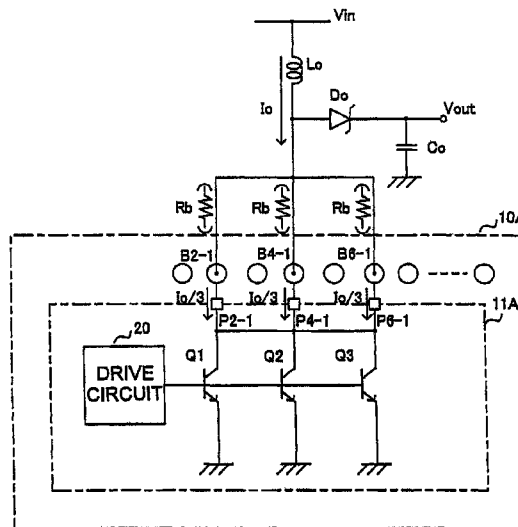 Vin
Lo
Io
Do
Vout
Co
Rb
Rb
Rb
10A
B2-1
B4-1
B6-1
Io/3
Io/3
Io/3
11A
P2-1
P4-1
P6-1
20
Q1
Q2
Q3
DRIVE
CIRCUIT